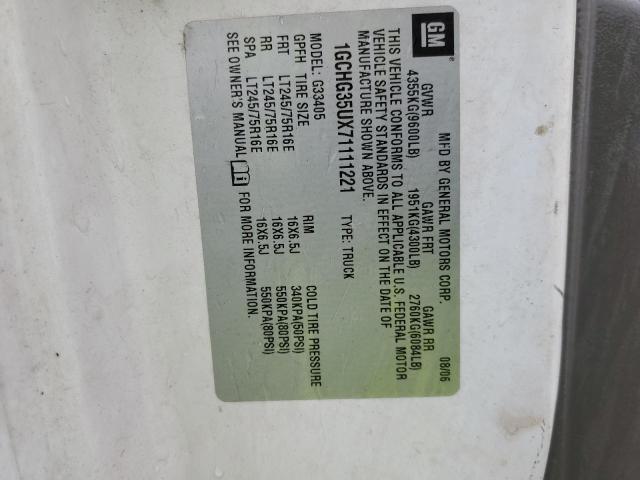 GM
MFD BY GENERAL MOTORS CORP. 08/06
GVWR GAWR FRT GAWR RR
4355KG(9600LB) 1951KG(4300LB) 2760KG(6084LB)
THIS VEHICLE CONFORMS TO ALL APPLICABLE U.S. FEDERAL MOTOR
VEHICLE SAFETY STANDARDS IN EFFECT ON THE DATE OF
MANUFACTURE SHOWN ABOVE.
1GCHG35UX71111221 TYPE: TRUCK
MODEL: G33405
GPFH TIRE SIZE RIM COLD TIRE PRESSURE
FRT LT245/75R16E 16X6.5J 340KPA(50PSI)
RR LT245/75R16E 16X6.5J 550KPA(80PSI)
SPA LT245/75R16E 16X6.5J 550KPA(80PSI)
SEE OWNER'S MANUAL FOR MORE INFORMATION.